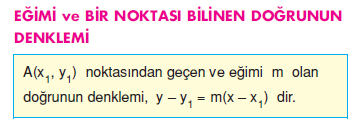 EĞİMİ ve BİR NOKTASI BİLİNEN DOĞRUNUN
DENKLEMİ
A(x₁, y₁) noktasından geçen ve eğimi m olan
doğrunun denklemi, y – y₁ = m(x – x₁) dir.